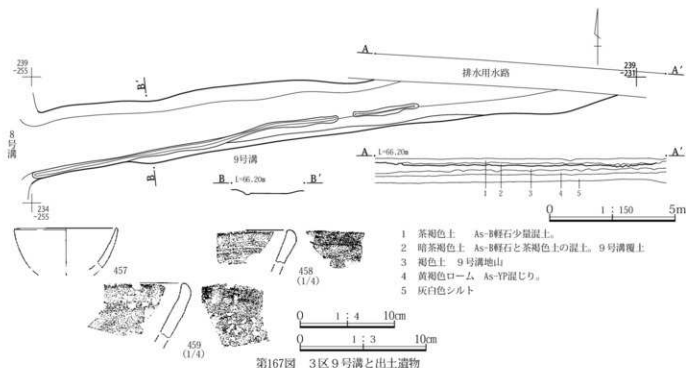 239
-255
A
A'
排水用水路
239
-231
B'
8号溝
9号溝
B
234
-255
B L=66.20m B'
A L=66.20m A'
1 2 3 4 5
0 1：150 5m
1 茶褐色土 As-B軽石少量混土。
2 暗茶褐色土 As-B軽石と茶褐色土の混土。9号溝覆土
3 褐色土 9号溝地山
4 黄褐色ローム As-YP混じり。
5 灰白色シルト
457
458
(1/4)
459
(1/4)
0 1：4 10cm
0 1：3 10cm
第167図 3区9号溝と出土遺物